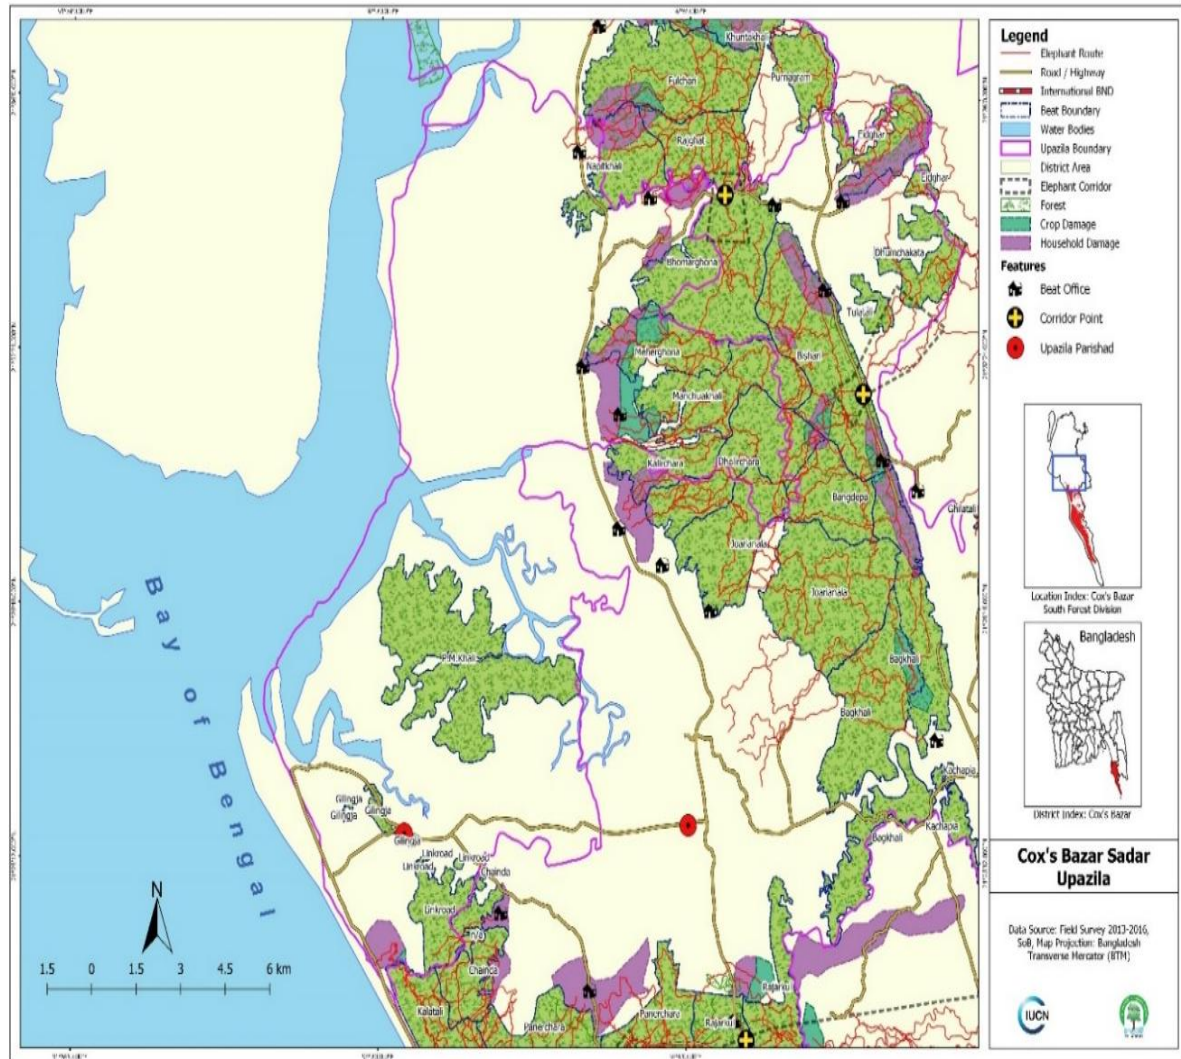 Khuntakhali
Fulchari
Purnagram
Eidghar
Rajghat
Napitkhali
Eidghar
Bhomarghona
Dhumchakata
Tulatali
Meherghona
Bishari
Manchuakhali
Kalirchara
Dholirchara
Bangdepa
Ghilatali
Joarianala
Joarianala
P.M.Khali
Bagkhali
Bagkhali
Kachapia
Gilingja
Gilingja
Gilingja
Gilingja
Bagkhali
Kachapia
Linkroad
Linkroad
Linkroad
Chainda
Linkroad
n/a
Chainda
Kalatali
Panerchara
Panerchara
Rajarkul
Bay of Bengal
N
1.5 0 1.5 3 4.5 6 km
Legend
Elephant Route
Road / Highway
International BND
Beat Boundary
Water Bodies
Upazila Boundary
District Area
Elephant Corridor
Forest
Crop Damage
Household Damage
Features
Beat Office
Corridor Point
Upazila Parishad
Location Index: Cox's Bazar
South Forest Division
Bangladesh
District Index: Cox's Bazar
Cox's Bazar Sadar
Upazila
Data Source: Field Survey 2013-2016,
SoB, Map Projection: Bangladesh
Transverse Mercator (BTM)
IUCN